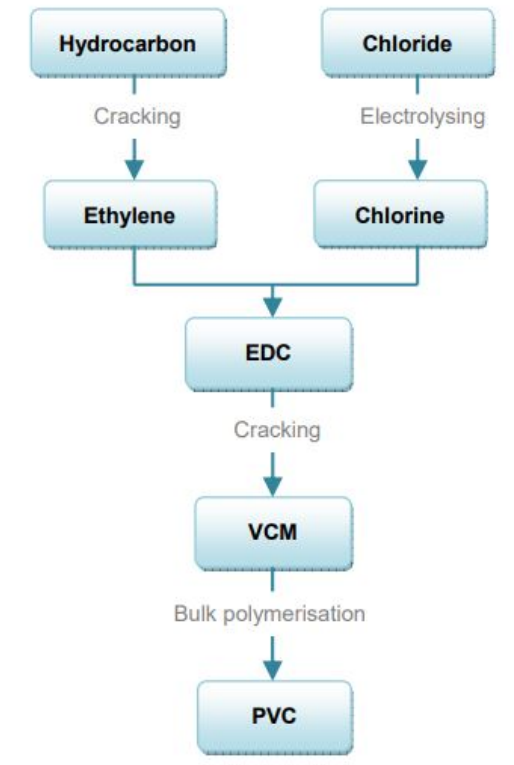 Hydrocarbon
Chloride
Cracking
Electrolysing
Ethylene
Chlorine
EDC
Cracking
VCM
Bulk polymerisation
PVC